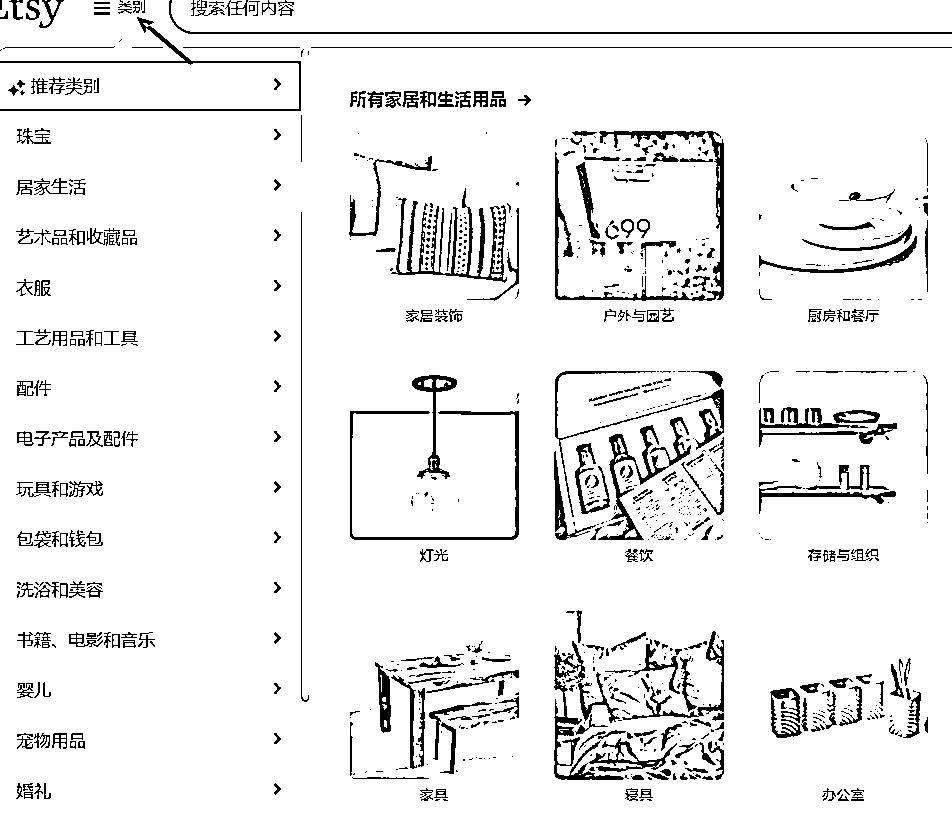 Etsy
类别
搜索任何内容
推荐类别
珠宝
居家生活
艺术品和收藏品
衣服
工艺用品和工具
配件
电子产品及配件
玩具和游戏
包袋和钱包
洗浴和美容
书籍、电影和音乐
婴儿
宠物用品
婚礼
所有家居和生活用品
家居装饰
户外与园艺
厨房和餐厅
699
灯光
餐饮
存储与组织
家具
寝具
办公室